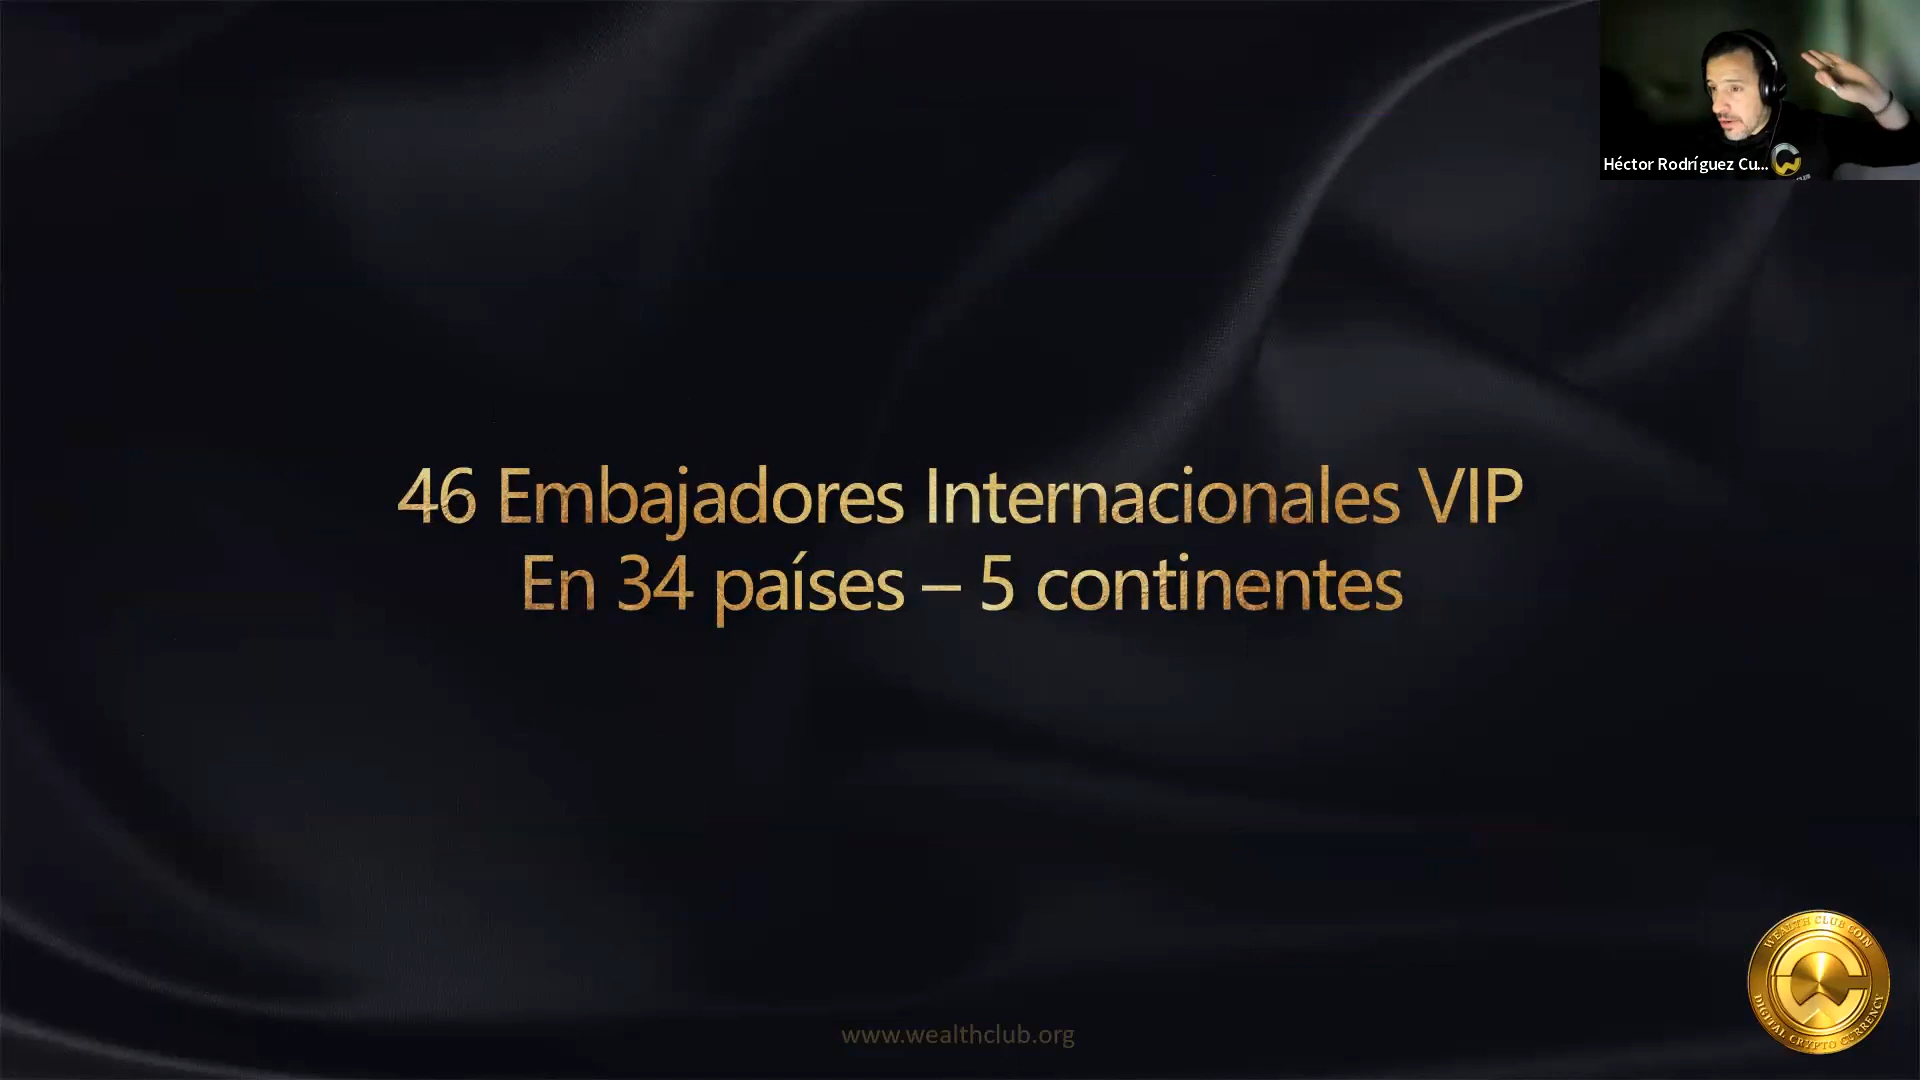 Héctor Rodríguez Cu...
46 Embajadores Internacionales VIP
En 34 países – 5 continentes
WEALTH CLUB COIN
DIGITAL CRYPTO CURRENCY
www.wealthclub.org